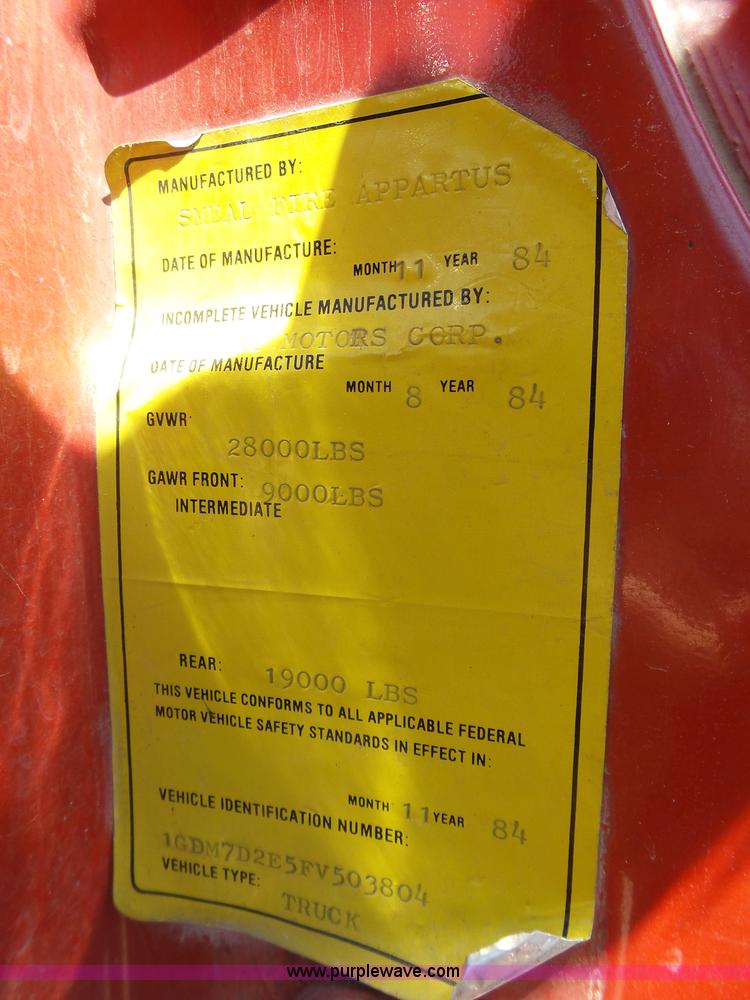 MANUFACTURED BY:
SMEAL FIRE APPARTUS
DATE OF MANUFACTURE:
MONTH 11 YEAR 84
INCOMPLETE VEHICLE MANUFACTURED BY:
MOTORS CORP.
DATE OF MANUFACTURE
MONTH 8 YEAR 84
GVWR:
28000LBS
GAWR FRONT: 9000LBS
INTERMEDIATE
REAR: 19000 LBS
THIS VEHICLE CONFORMS TO ALL APPLICABLE FEDERAL
MOTOR VEHICLE SAFETY STANDARDS IN EFFECT IN:
MONTH 11 YEAR 84
VEHICLE IDENTIFICATION NUMBER:
1GDM7D2E5FV503804
VEHICLE TYPE:
TRUCK
www.purplewave.com